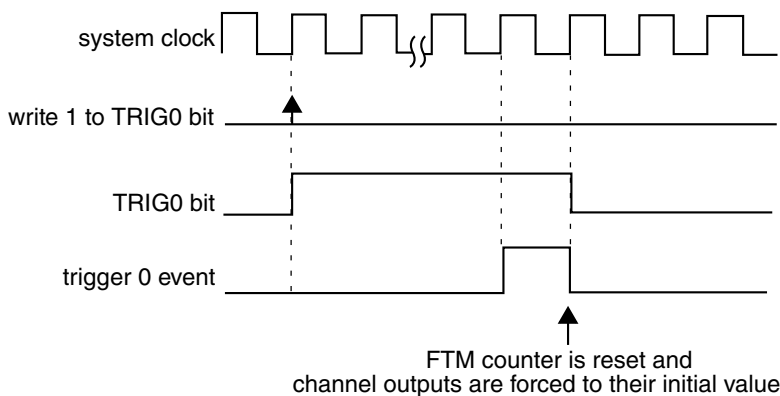 system clock
write 1 to TRIG0 bit
TRIG0 bit
trigger 0 event
FTM counter is reset and
channel outputs are forced to their initial value